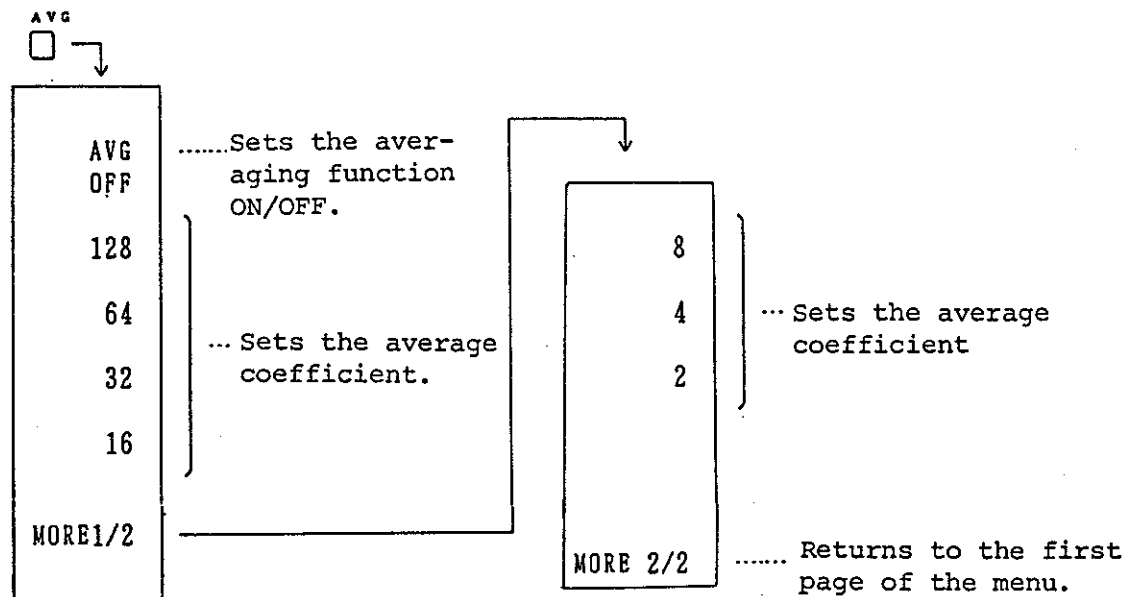 AVG
AVG
OFF
.......Sets the aver-
aging function
ON/OFF.
128
64
32
16
... Sets the average
coefficient.
MORE1/2
8
4
2
... Sets the average
coefficient
MORE 2/2
....... Returns to the first
page of the menu.